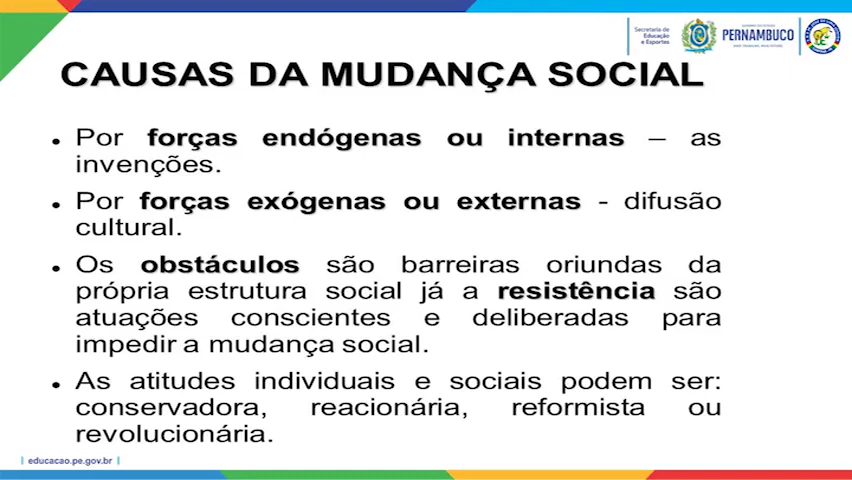 Secretaria de
Educação
e Esportes
GOVERNO DO ESTADO
PERNAMBUCO
CAUSAS DA MUDANÇA SOCIAL
• Por forças endógenas ou internas – as
invenções.
• Por forças exógenas ou externas - difusão
cultural.
• Os obstáculos são barreiras oriundas da
própria estrutura social já a resistência são
atuações conscientes e deliberadas para
impedir a mudança social.
• As atitudes individuais e sociais podem ser:
conservadora, reacionária, reformista ou
revolucionária.
educacao.pe.gov.br